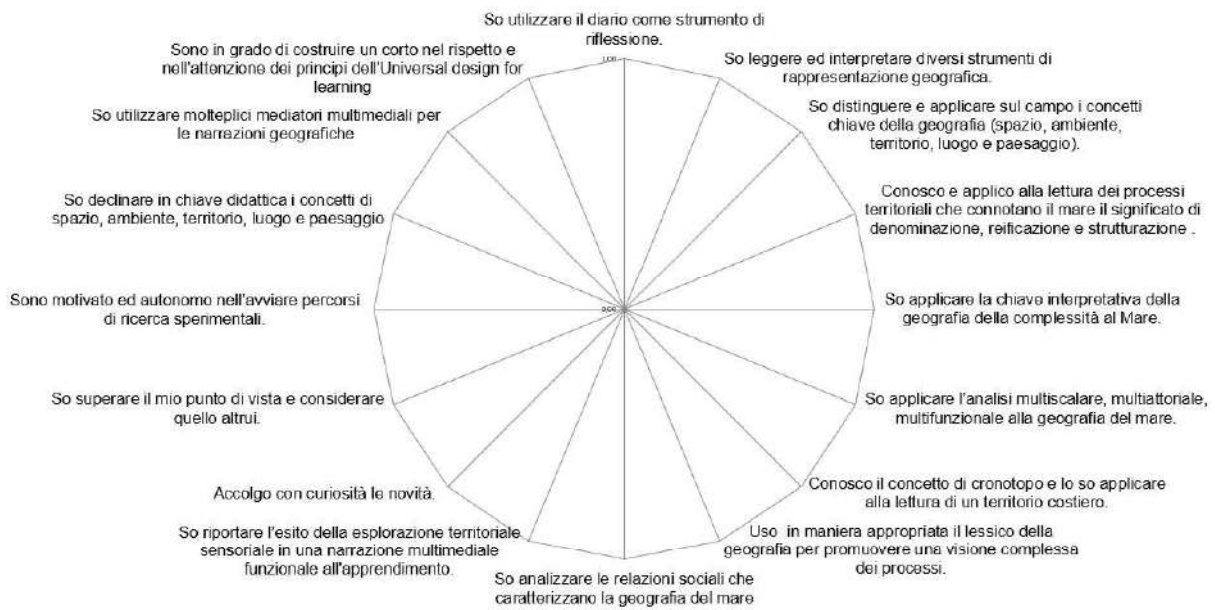 So utilizzare il diario come strumento di
riflessione.
1,00
So leggere ed interpretare diversi strumenti di
rappresentazione geografica.
So distinguere e applicare sul campo i concetti
chiave della geografia (spazio, ambiente,
territorio, luogo e paesaggio).
Conosco e applico alla lettura dei processi
territoriali che connotano il mare il significato di
denominazione, reificazione e strutturazione .
So applicare la chiave interpretativa della
geografia della complessità al Mare.
So applicare l'analisi multiscalare, multiattoriale,
multifunzionale alla geografia del mare.
Conosco il concetto di cronotopo e lo so applicare
alla lettura di un territorio costiero.
Uso in maniera appropriata il lessico della
geografia per promuovere una visione complessa
dei processi.
So analizzare le relazioni sociali che
caratterizzano la geografia del mare
So riportare l'esito della esplorazione territoriale
sensoriale in una narrazione multimediale
funzionale all'apprendimento.
Accolgo con curiosità le novità.
So superare il mio punto di vista e considerare
quello altrui.
Sono motivato ed autonomo nell'avviare percorsi
di ricerca sperimentali.
So declinare in chiave didattica i concetti di
spazio, ambiente, territorio, luogo e paesaggio
So utilizzare molteplici mediatori multimediali per
le narrazioni geografiche
Sono in grado di costruire un corto nel rispetto e
nell'attenzione dei principi dell'Universal design for
learning
0,00